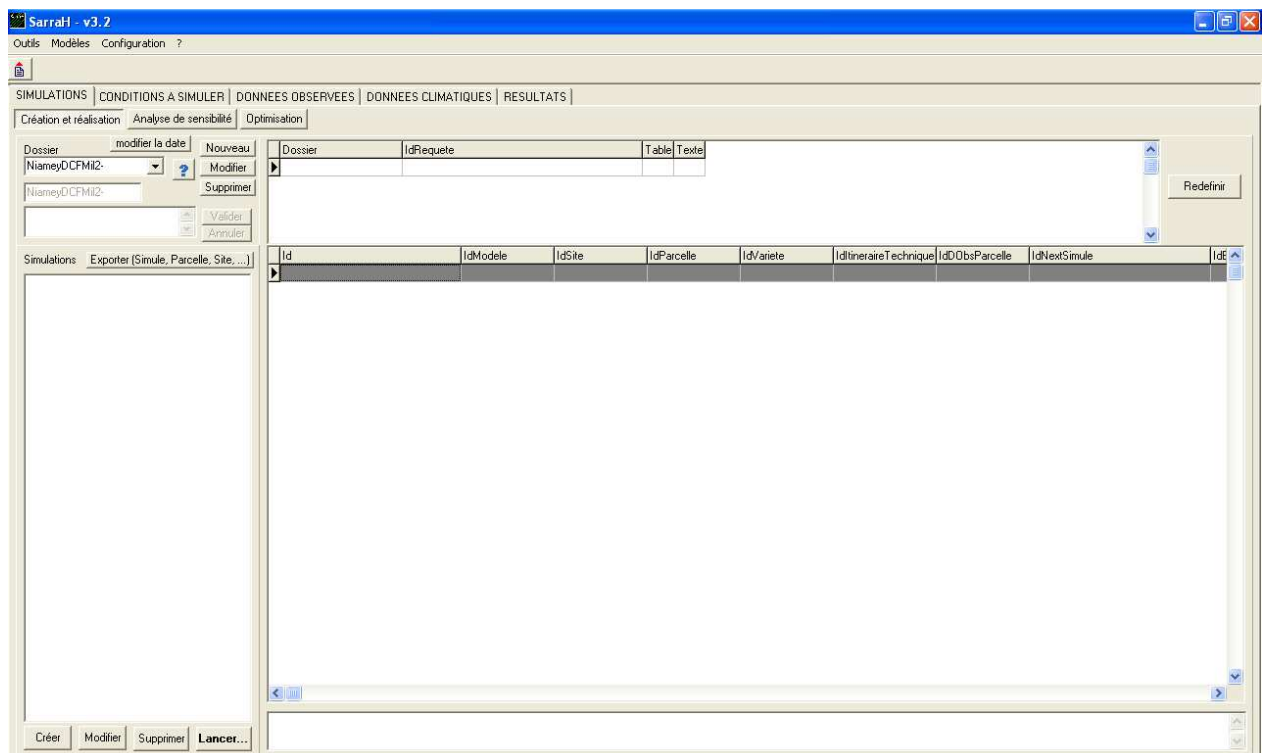 SarraH - v3.2
Outils Modèles Configuration ?
SIMULATIONS CONDITIONS A SIMULER DONNEES OBSERVEES DONNEES CLIMATIQUES RESULTATS
Création et réalisation Analyse de sensibilité Optimisation
Dossier modifier la date Nouveau
NiameyDCFMil2- ? Modifier
NiameyDCFMil2- Supprimer
Valider
Annuler
Dossier IdRequete Table Texte
Redefinir
Simulations Exporter (Simule, Parcelle, Site, ...)
Id IdModele IdSite IdParcelle IdVariete IdItineraireTechnique IdDObsParcelle IdNextSimule
Créer Modifier Supprimer Lancer...